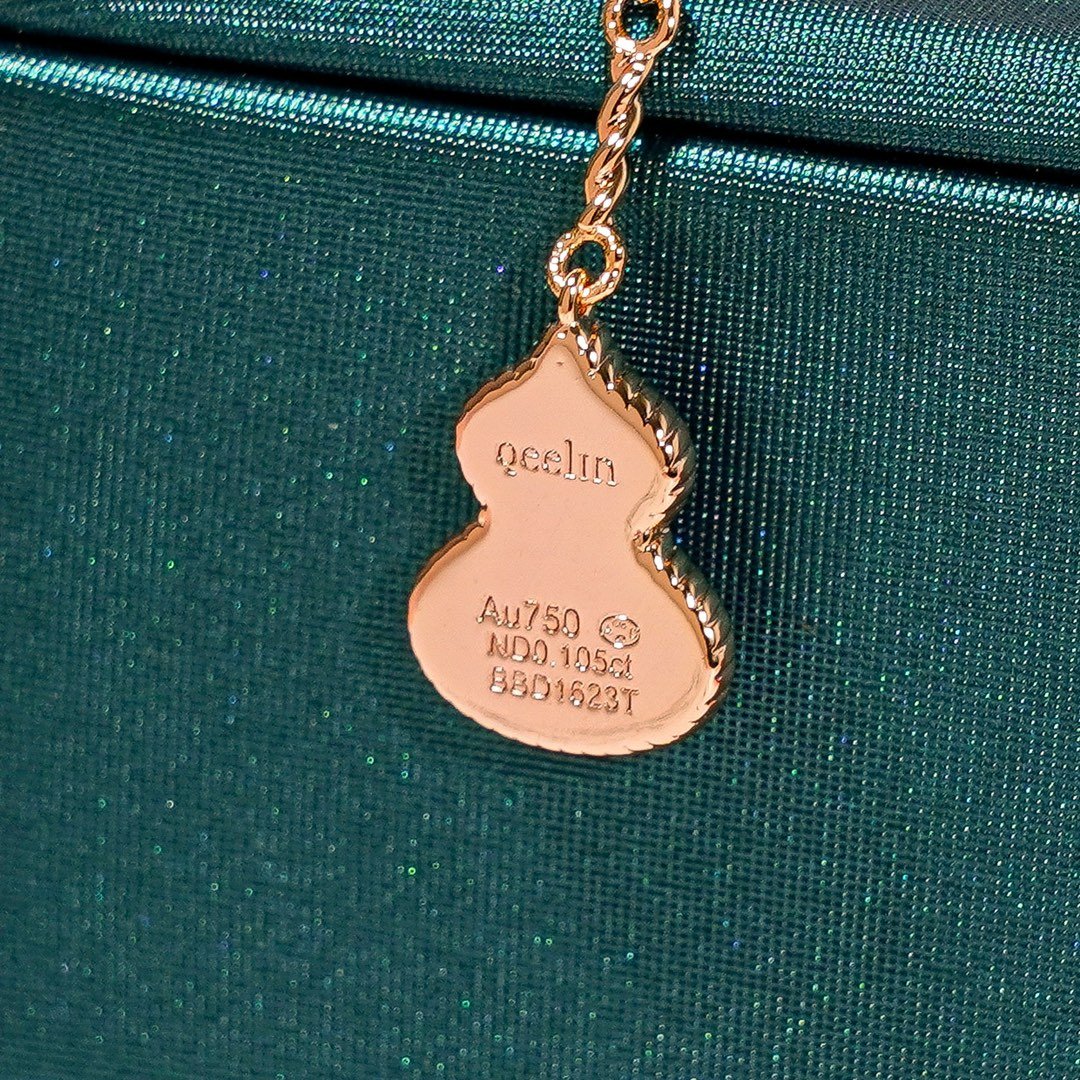 Qeelin
Au750
ND0.105ct
BBD1623T